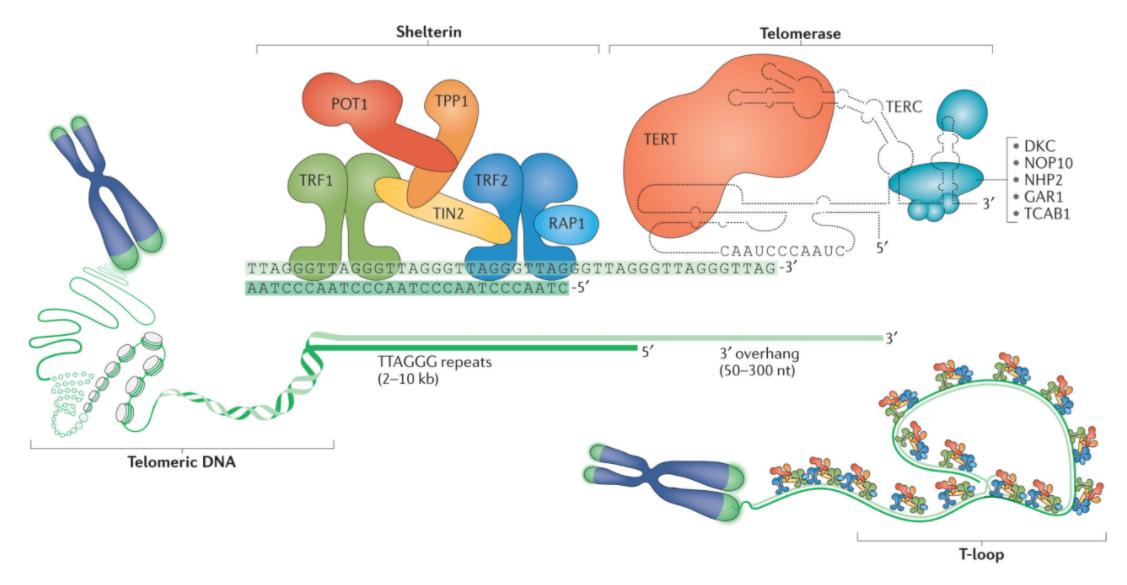 Shelterin
Telomerase
POT1
TPP1
TERT
TERC
DKC
NOP10
NHP2
GAR1
TCAB1
TRF1
TRF2
TIN2
RAP1
3′
5′
CAAUCCCAAUC
TTAGGGTTAGGGTTAGGGTTAGGGTTAGGGTTAGGGTTAGGGTTAG-3′
AATCCCAATCCCAATCCCAATCCCAATC-5′
3′
5′
TTAGGG repeats
(2–10 kb)
3′ overhang
(50–300 nt)
Telomeric DNA
T-loop